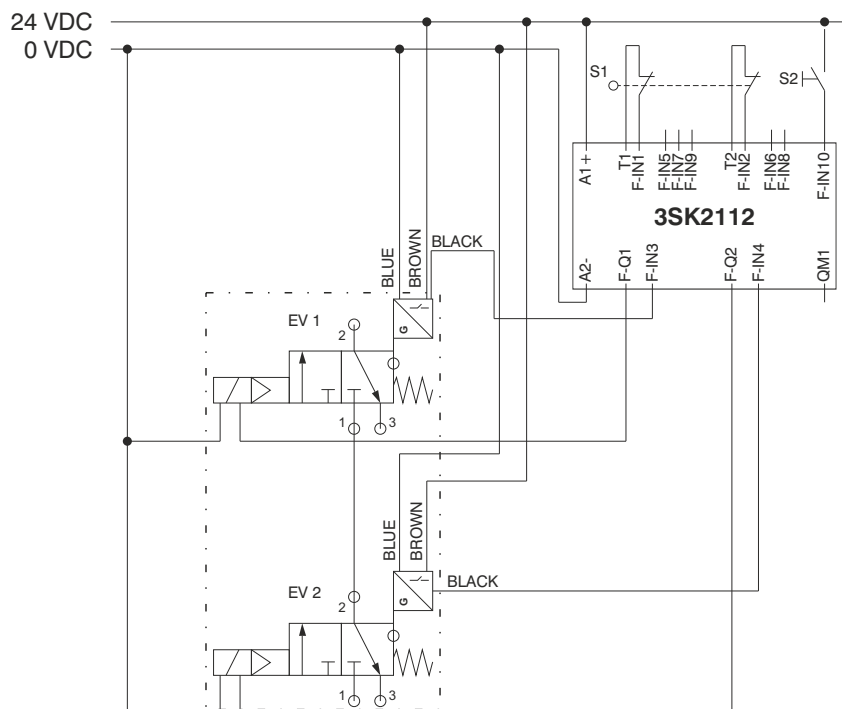 24 VDC
0 VDC
S1
S2
A1+
T1
F-IN1
F-IN5
F-IN7
F-IN9
T2
F-IN2
F-IN6
F-IN8
F-IN10
3SK2112
A2-
F-Q1
F-IN3
F-Q2
F-IN4
QM1
BLUE
BROWN
BLACK
EV 1
G
2
1
3
BLUE
BROWN
BLACK
EV 2
G
2
1
3